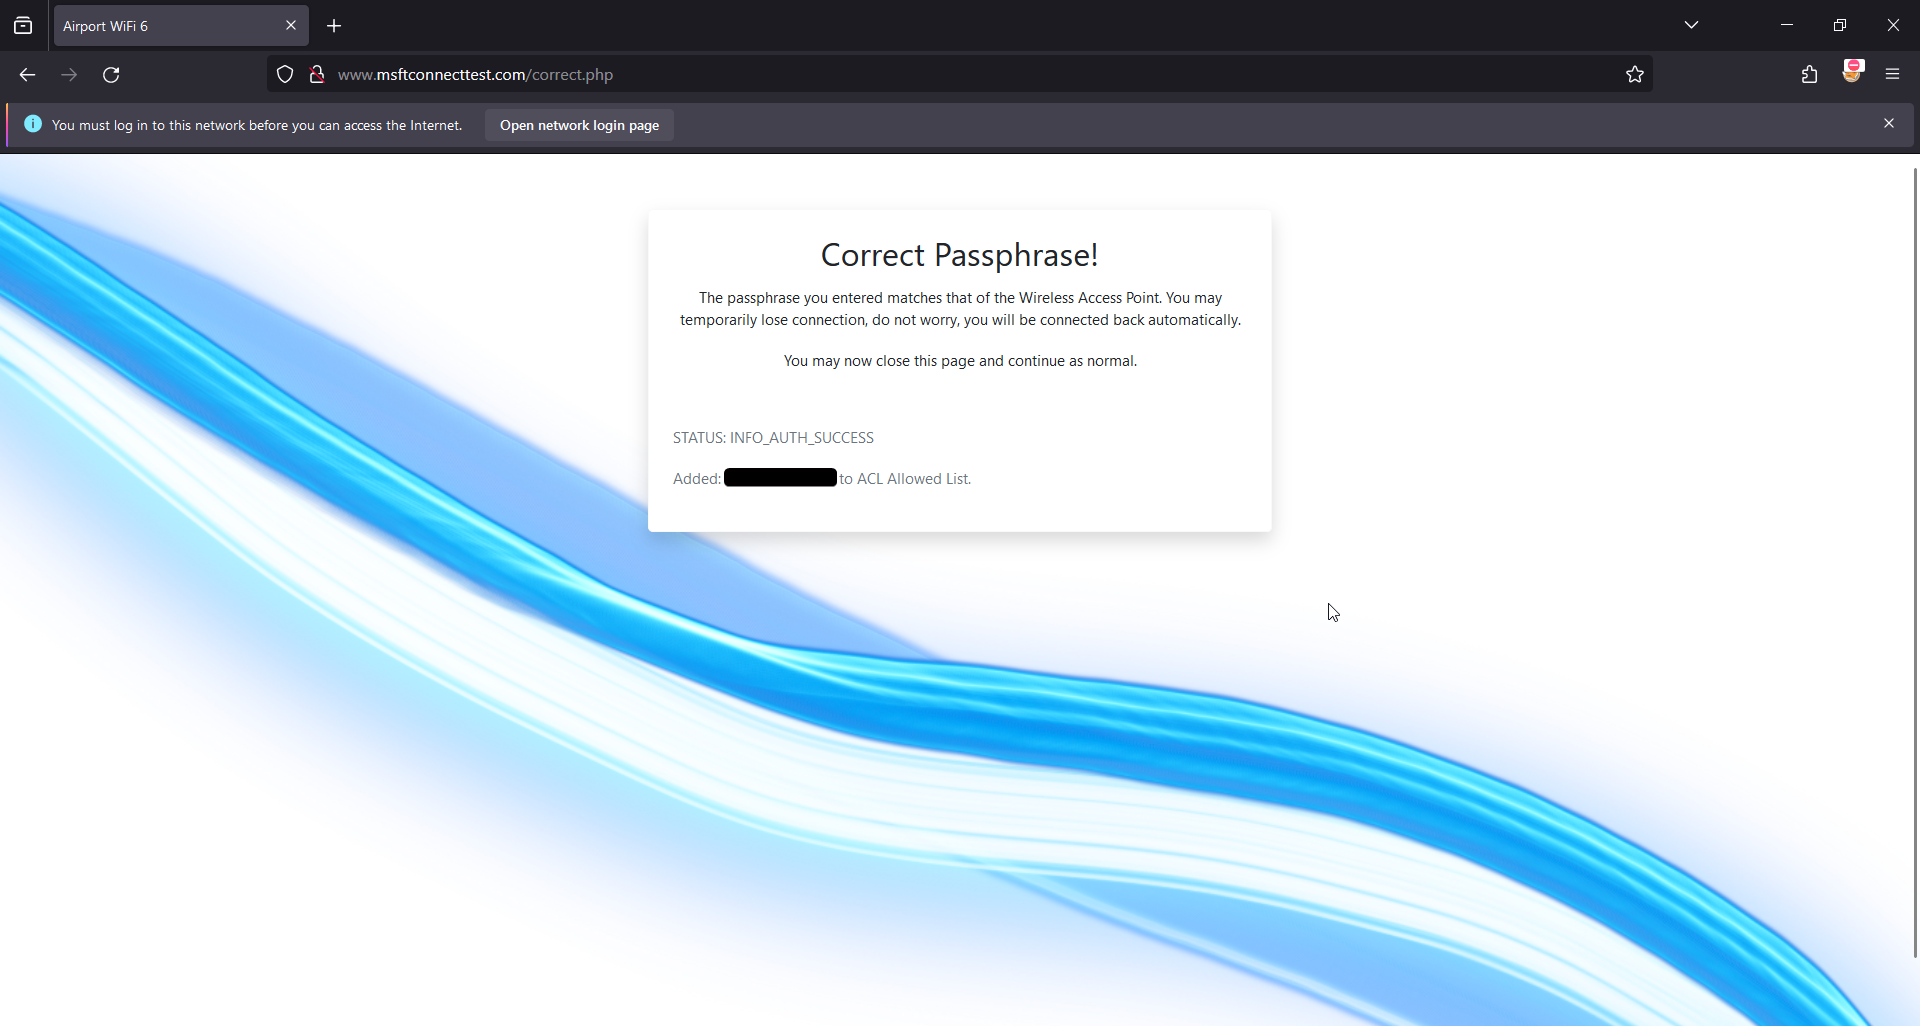 Airport WiFi 6
www.msftconnecttest.com/correct.php
You must log in to this network before you can access the Internet. Open network login page
Correct Passphrase!
The passphrase you entered matches that of the Wireless Access Point. You may
temporarily lose connection, do not worry, you will be connected back automatically.
You may now close this page and continue as normal.
STATUS: INFO_AUTH_SUCCESS
Added: to ACL Allowed List.